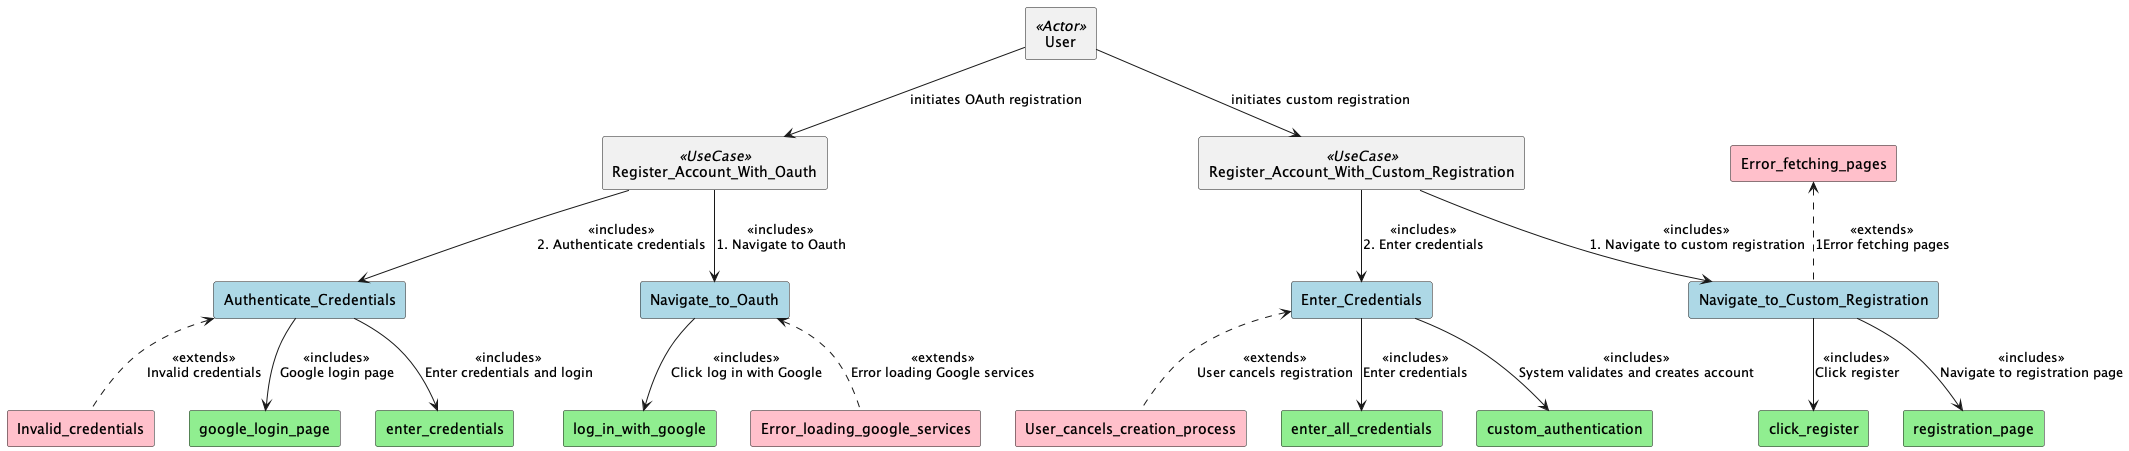 «Actor»
User
initiates OAuth registration
initiates custom registration
«UseCase»
Register_Account_With_Oauth
«UseCase»
Register_Account_With_Custom_Registration
Error_fetching_pages
«includes»
2. Authenticate credentials
«includes»
1. Navigate to Oauth
«includes»
2. Enter credentials
«includes»
1. Navigate to custom registration
«extends»
1Error fetching pages
Authenticate_Credentials
Navigate_to_Oauth
Enter_Credentials
Navigate_to_Custom_Registration
«extends»
Invalid credentials
«includes»
Google login page
«includes»
Enter credentials and login
«includes»
Click log in with Google
«extends»
Error loading Google services
«extends»
User cancels registration
«includes»
Enter credentials
«includes»
System validates and creates account
«includes»
Click register
«includes»
Navigate to registration page
Invalid_credentials
google_login_page
enter_credentials
log_in_with_google
Error_loading_google_services
User_cancels_creation_process
enter_all_credentials
custom_authentication
click_register
registration_page